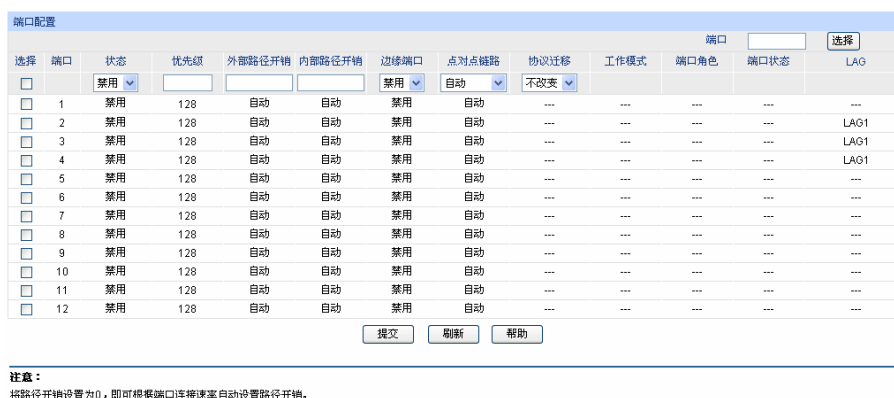 端口配置
端口 选择
选择 端口 状态 优先级 外部路径开销 内部路径开销 边缘端口 点对点链路 协议迁移 工作模式 端口角色 端口状态 LAG
禁用 禁用 自动 不改变
1 禁用 128 自动 自动 禁用 自动 --- --- --- --- ---
2 禁用 128 自动 自动 禁用 自动 --- --- --- --- LAG1
3 禁用 128 自动 自动 禁用 自动 --- --- --- --- LAG1
4 禁用 128 自动 自动 禁用 自动 --- --- --- --- LAG1
5 禁用 128 自动 自动 禁用 自动 --- --- --- --- ---
6 禁用 128 自动 自动 禁用 自动 --- --- --- --- ---
7 禁用 128 自动 自动 禁用 自动 --- --- --- --- ---
8 禁用 128 自动 自动 禁用 自动 --- --- --- --- ---
9 禁用 128 自动 自动 禁用 自动 --- --- --- --- ---
10 禁用 128 自动 自动 禁用 自动 --- --- --- --- ---
11 禁用 128 自动 自动 禁用 自动 --- --- --- --- ---
12 禁用 128 自动 自动 禁用 自动 --- --- --- --- ---
提交 刷新 帮助
注意：
将路径开销设置为0，即可根据端口连接速率自动设置路径开销。